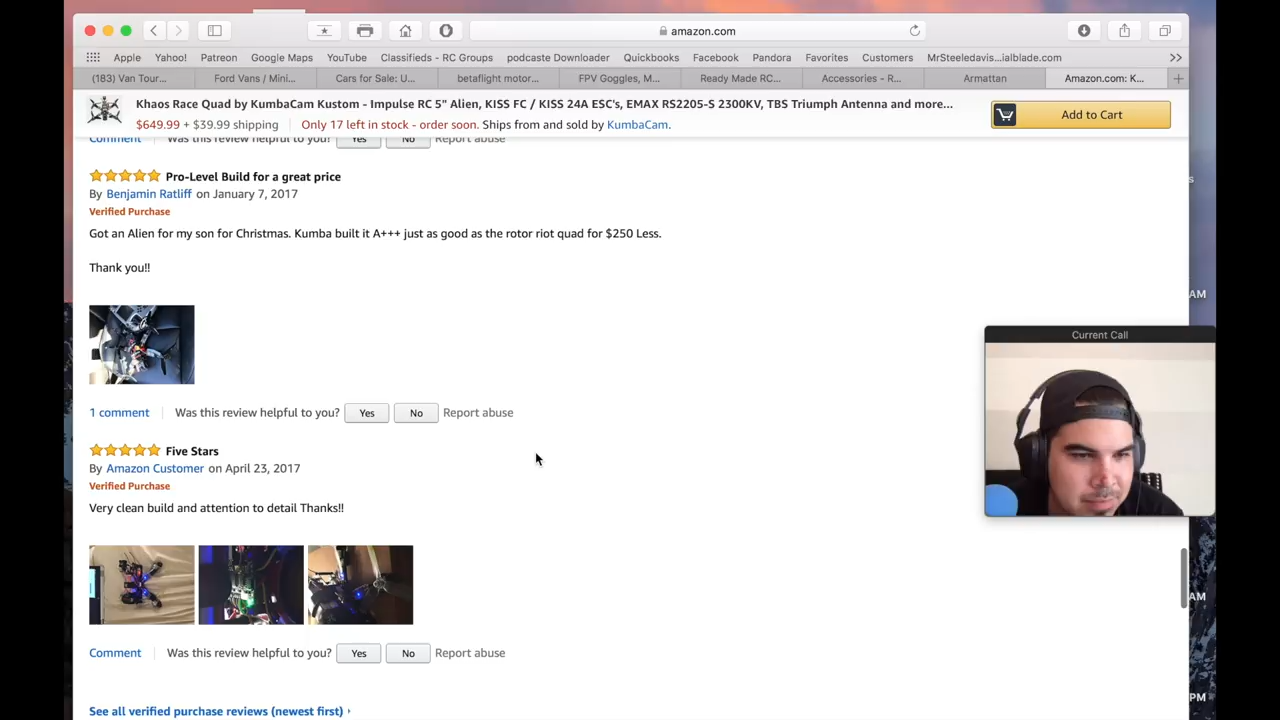 amazon.com
Apple Yahoo! Patreon Google Maps YouTube Classifieds - RC Groups podcaste Downloader Quickbooks Facebook Pandora Favorites Customers MrSteeledavis...ialblade.com
(183) Van Tour... Ford Vans / Mini... Cars for Sale: U... betaflight motor... FPV Goggles, M... Ready Made RC... Accessories – R... Armattan Amazon.com: K...
Khaos Race Quad by KumbaCam Kustom - Impulse RC 5" Alien, KISS FC / KISS 24A ESC's, EMAX RS2205-S 2300KV, TBS Triumph Antenna and more...
$649.99 + $39.99 shipping Only 17 left in stock - order soon. Ships from and sold by KumbaCam.
Add to Cart
Comment Was this review helpful to you? Yes No Report abuse
Pro-Level Build for a great price
By Benjamin Ratliff on January 7, 2017
Verified Purchase
Got an Alien for my son for Christmas. Kumba built it A+++ just as good as the rotor riot quad for $250 Less.
Thank you!!
AM
Current Call
1 comment Was this review helpful to you? Yes No Report abuse
Five Stars
By Amazon Customer on April 23, 2017
Verified Purchase
Very clean build and attention to detail Thanks!!
AM
Comment Was this review helpful to you? Yes No Report abuse
PM
See all verified purchase reviews (newest first)